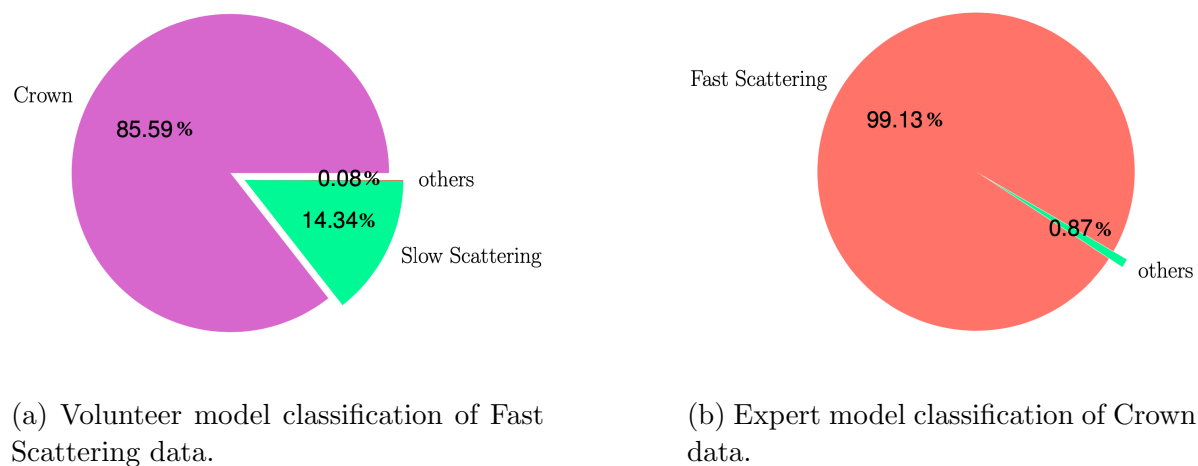 Crown
85.59%
0.08%
others
14.34%
Slow Scattering
(a) Volunteer model classification of Fast
Scattering data.
Fast Scattering
99.13%
0.87%
others
(b) Expert model classification of Crown
data.